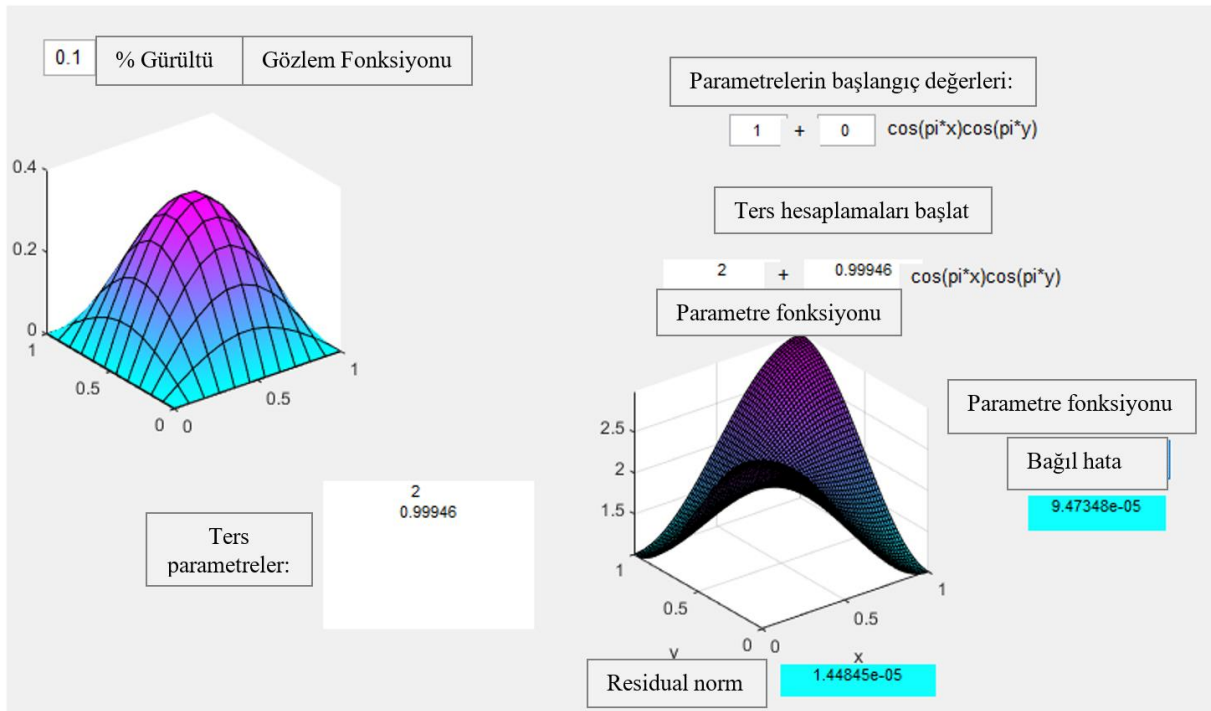 0.1 % Gürültü Gözlem Fonksiyonu
Parametrelerin başlangıç değerleri:
1 + 0 cos(pi*x)cos(pi*y)
Ters hesaplamaları başlat
2 + 0.99946 cos(pi*x)cos(pi*y)
Parametre fonksiyonu
0.4
0.2
0
1
0.5
0
0
0.5
1
Ters
parametreler:
2
0.99946
2.5
2
1.5
1
1
0.5
0
0
0.5
1
y
x
Parametre fonksiyonu
Bağıl hata
9.47348e-05
Residual norm
1.44845e-05